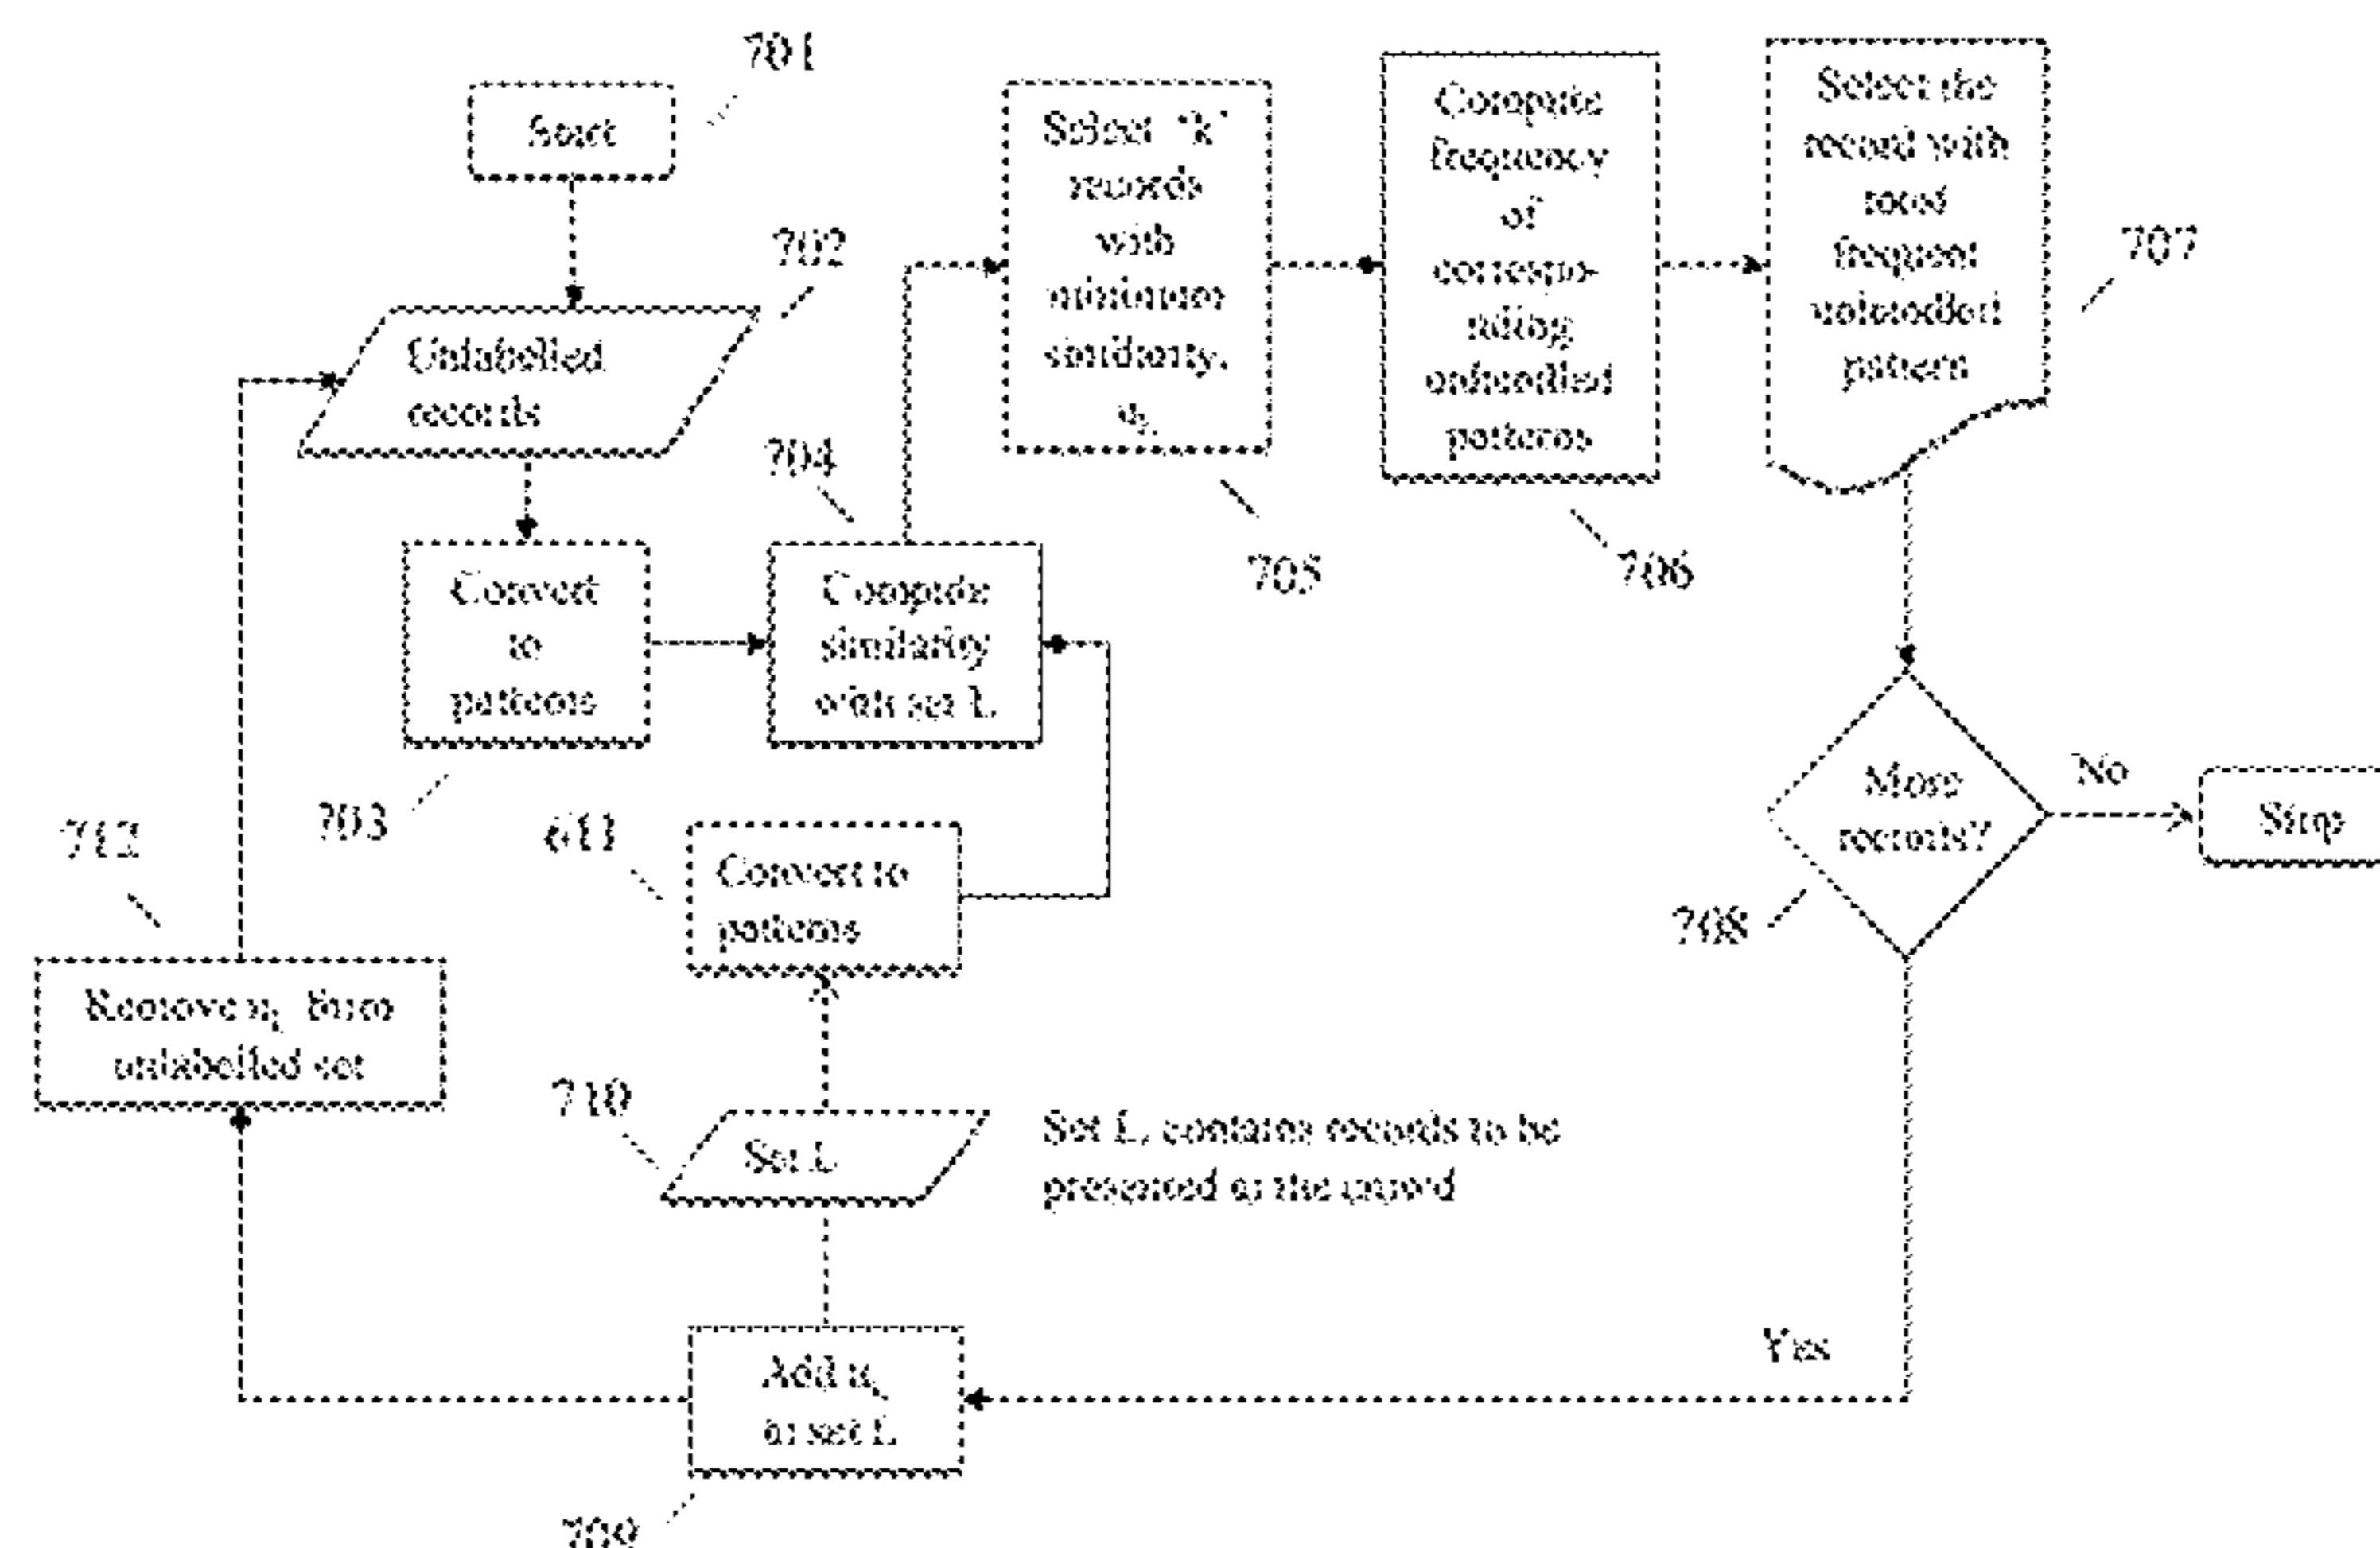 701
Start
702
Unlabelled
records
703
Convert
to
patterns
704
Compute
similarity
with set L
Select 'k'
records
with
minimum
similarity,
705
Compute
frequency
of
correspo-
nding
unhandled
patterns
706
Select the
record with
most
frequent
unhandled
pattern
707
More
records?
708
No
Stop
Yes
Add
to set L
709
710
Set L
Set L contains records to be
presented to the crowd
611
Convert to
patterns
712
Remove from
unlabelled set